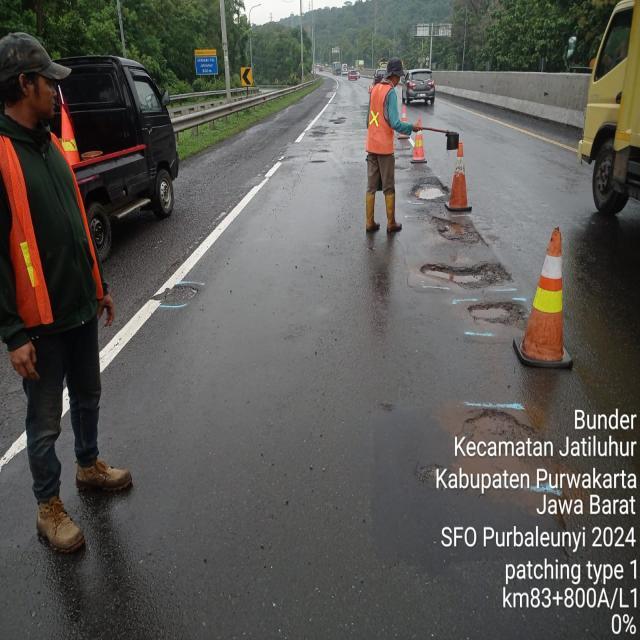 Bunder
Kecamatan Jatiluhur
Kabupaten Purwakarta
Jawa Barat
SFO Purbaleunyi 2024
patching type 1
km83+800A/L1
0%